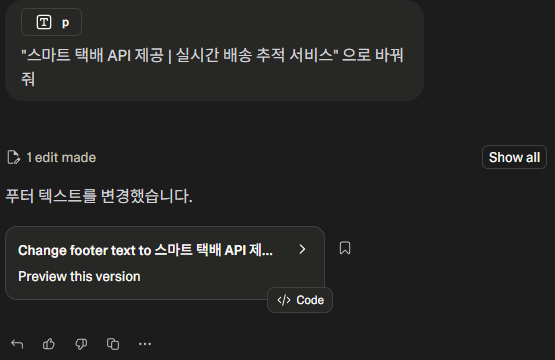 p
"스마트 택배 API 제공 | 실시간 배송 추적 서비스" 으로 바꿔
줘
1 edit made
Show all
푸터 텍스트를 변경했습니다.
Change footer text to 스마트 택배 API 제...
Preview this version
Code